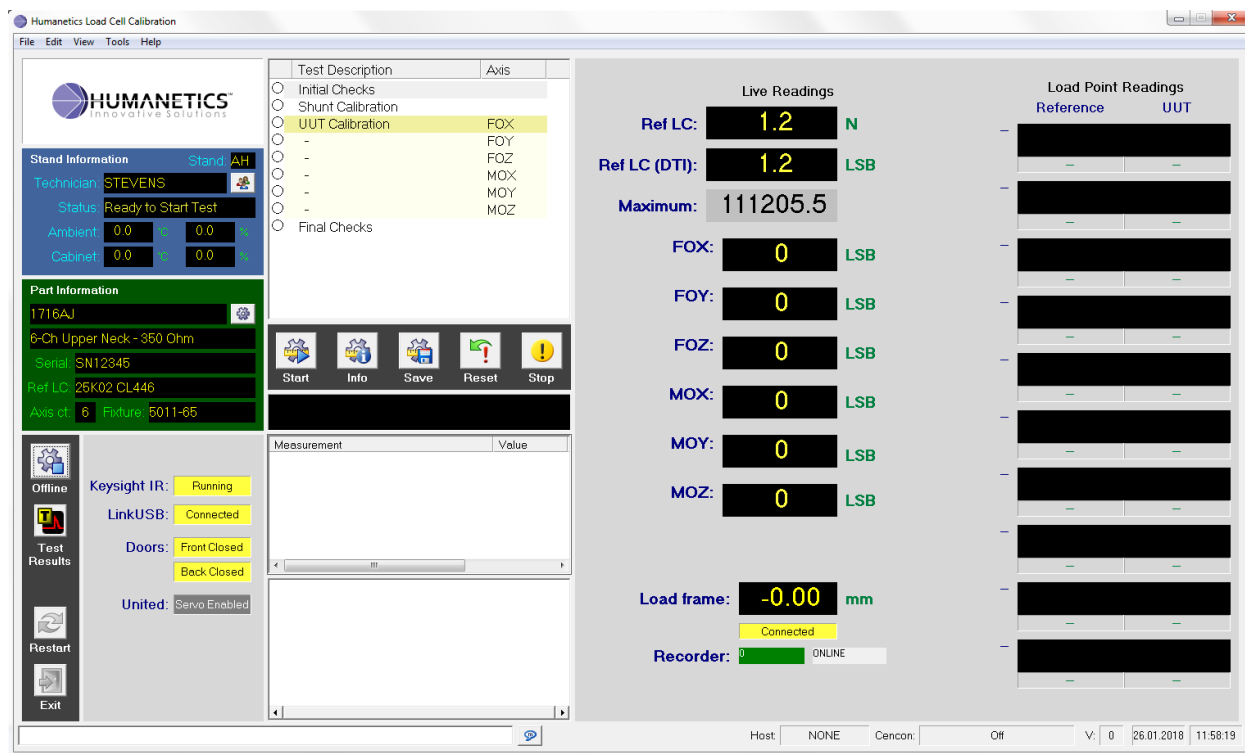 Humanetics Load Cell Calibration
File Edit View Tools Help
HUMANETICS™
Innovative Solutions
Stand Information Stand: AH
Technician: STEVENS
Status: Ready to Start Test
Ambient: 0.0 °C 0.0 %
Cabinet: 0.0 °C 0.0 %
Part Information
1716AJ
6-Ch Upper Neck - 350 Ohm
Serial: SN12345
Ref LC: 25K02 CL446
Axis ct: 6 Fixture: 5011-65
Offline
Test
Results
Restart
Exit
Keysight IR: Running
LinkUSB: Connected
Doors: Front Closed
Back Closed
United: Servo Enabled
Test Description Axis
Initial Checks
Shunt Calibration
UUT Calibration FOX
- FOY
- FOZ
- MOX
- MOY
- MOZ
Final Checks
Start Info Save Reset Stop
Measurement Value
Live Readings
Ref LC: 1.2 N
Ref LC (DTI): 1.2 LSB
Maximum: 111205.5
FOX: 0 LSB
FOY: 0 LSB
FOZ: 0 LSB
MOX: 0 LSB
MOY: 0 LSB
MOZ: 0 LSB
Load frame: -0.00 mm
Connected
Recorder: 0 ONLINE
Load Point Readings
Reference UUT
–
– –
–
– –
–
– –
–
– –
–
– –
–
– –
–
– –
–
– –
–
– –
–
– –
Host: NONE Cencon: Off V: 0 26.01.2018 11:58:19